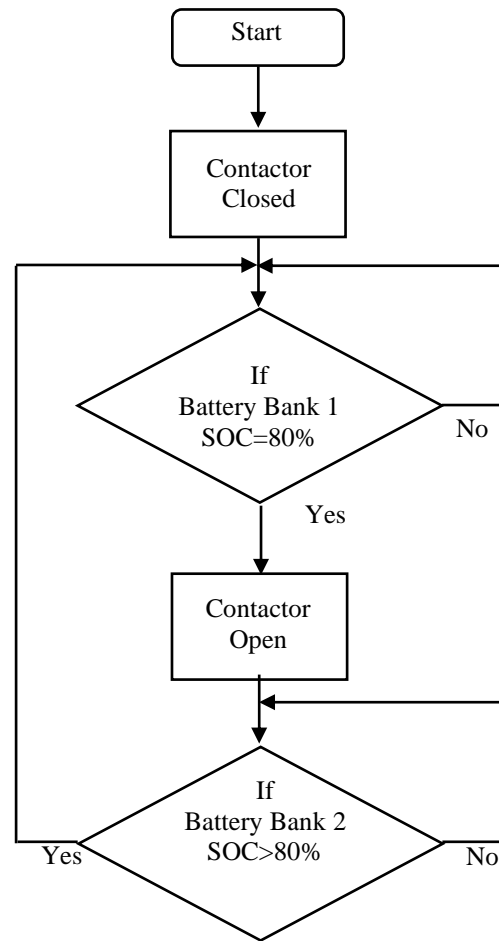 Start
Contactor
Closed
If
Battery Bank 1
SOC=80%
No
Yes
Contactor
Open
If
Battery Bank 2
SOC>80%
Yes
No